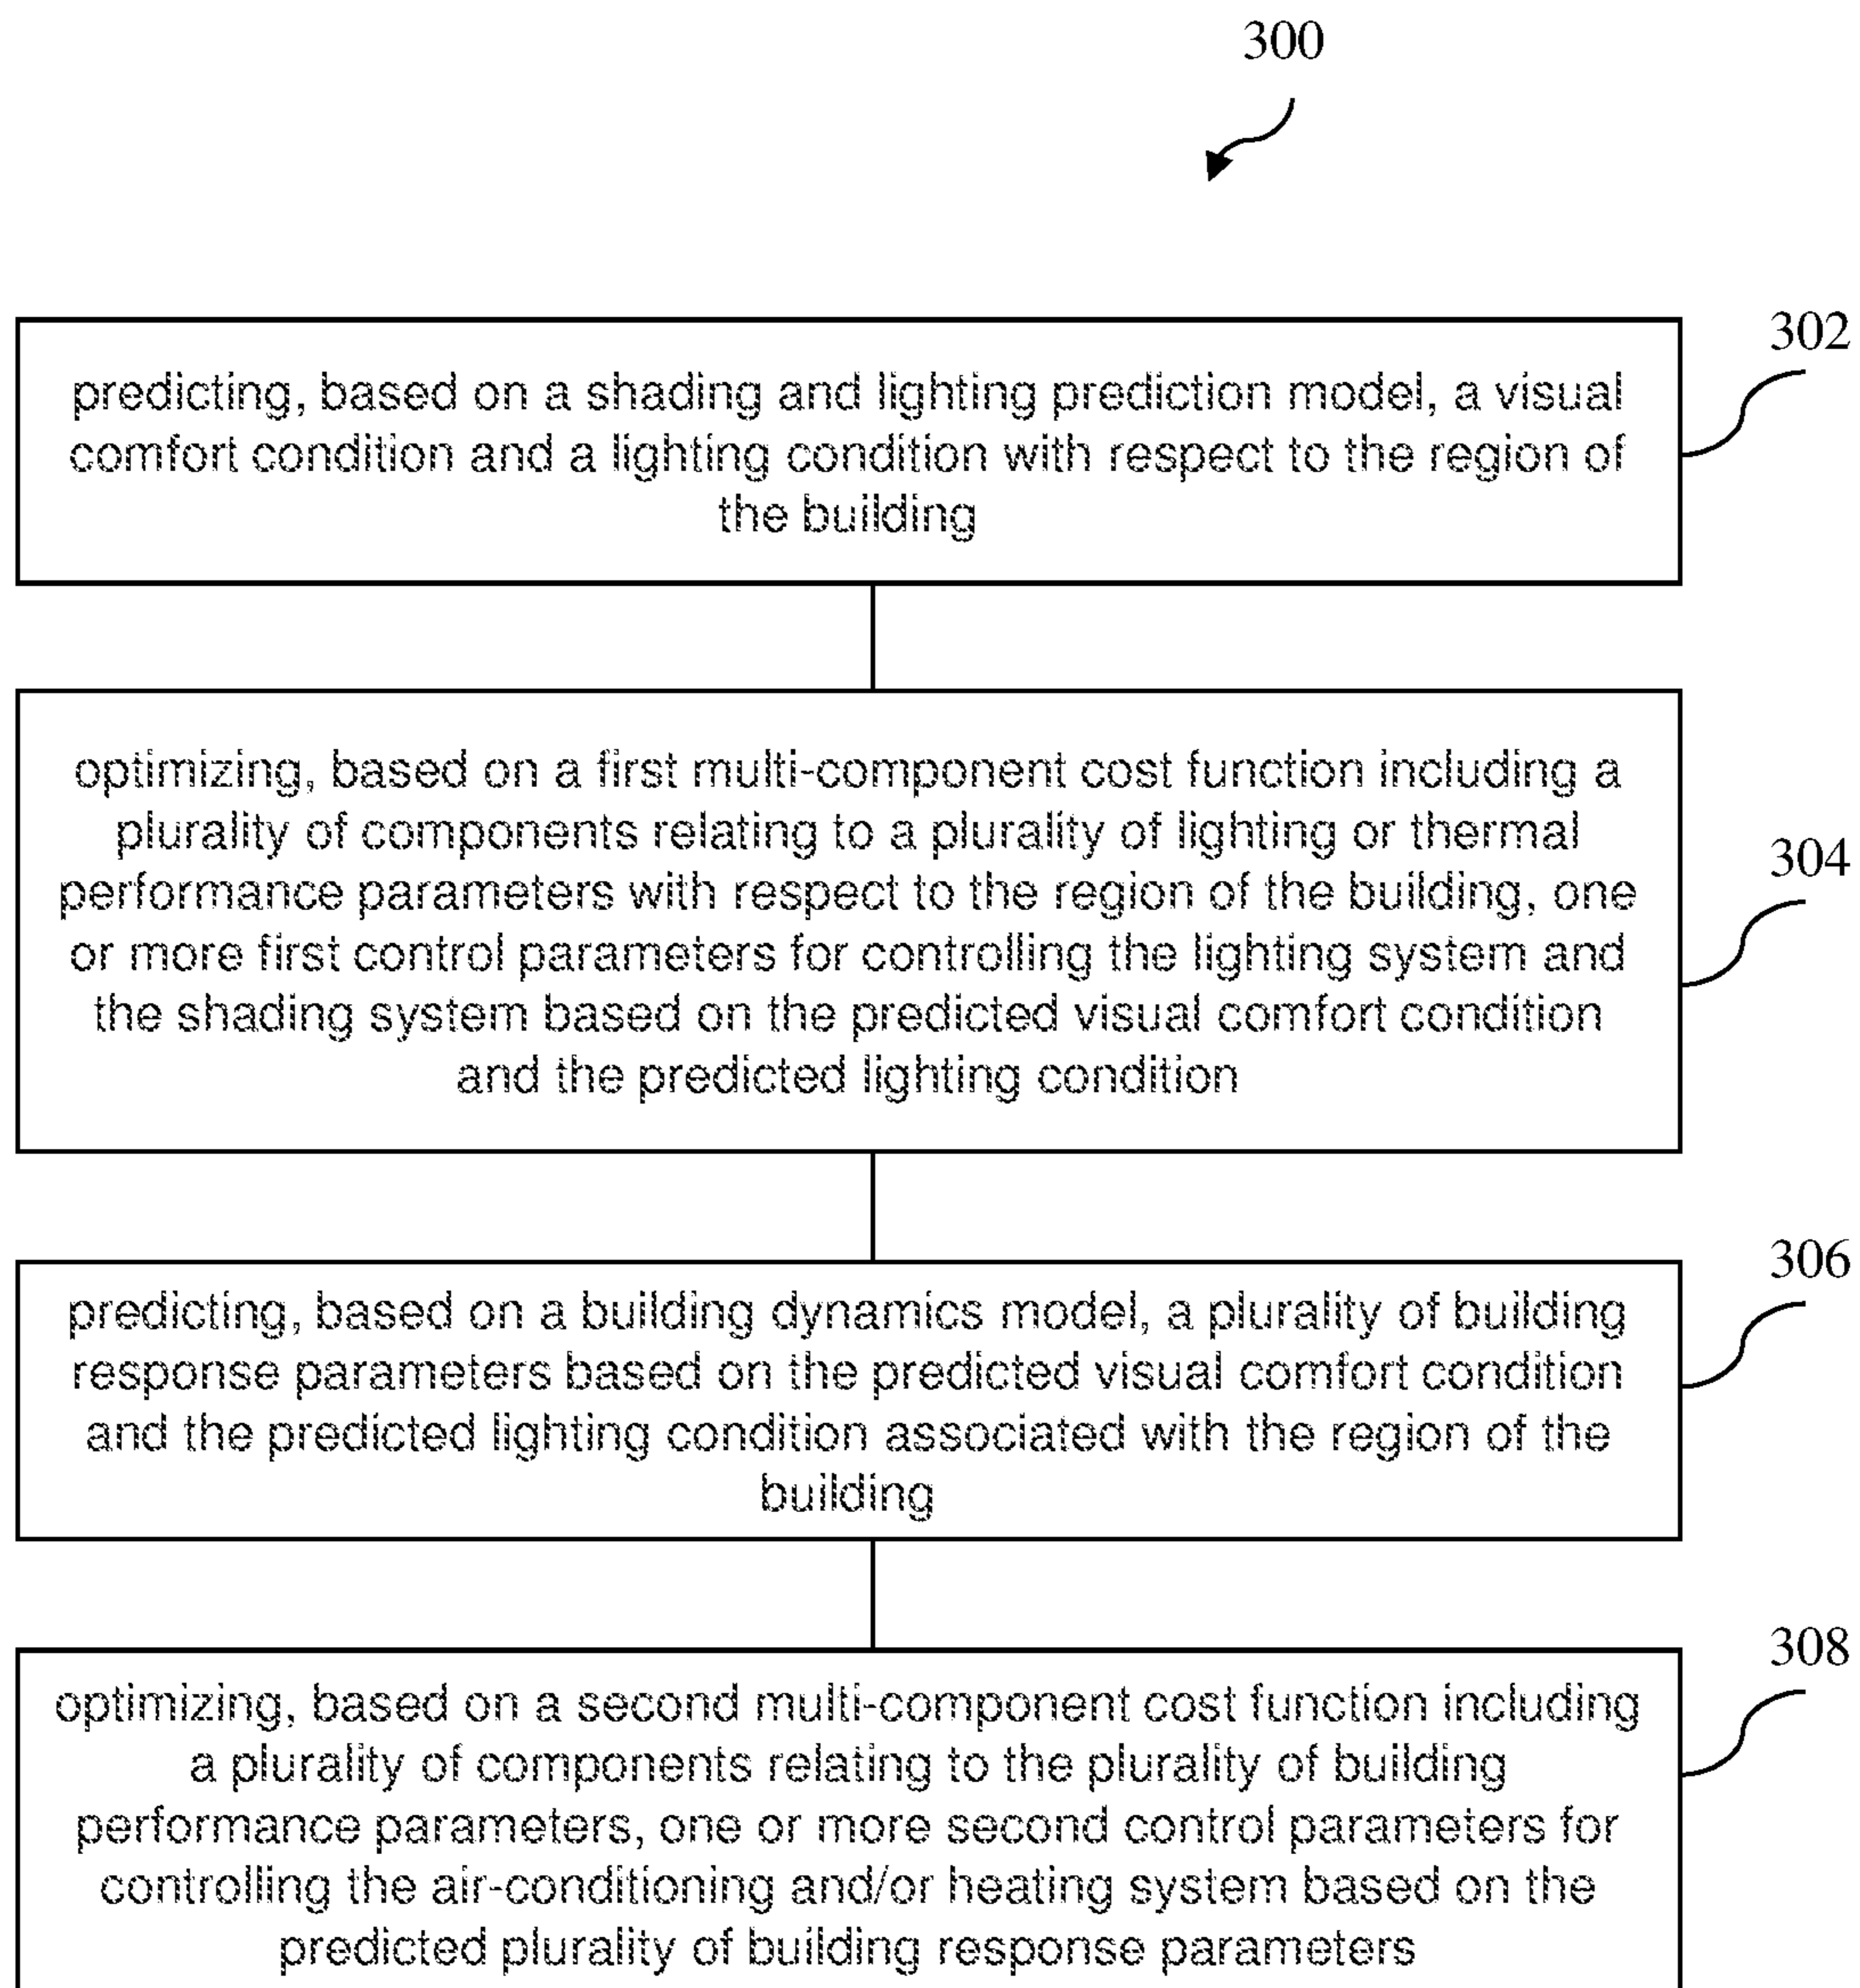 300
302
predicting, based on a shading and lighting prediction model, a visual
comfort condition and a lighting condition with respect to the region of
the building
304
optimizing, based on a first multi-component cost function including a
plurality of components relating to a plurality of lighting or thermal
performance parameters with respect to the region of the building, one
or more first control parameters for controlling the lighting system and
the shading system based on the predicted visual comfort condition
and the predicted lighting condition
306
predicting, based on a building dynamics model, a plurality of building
response parameters based on the predicted visual comfort condition
and the predicted lighting condition associated with the region of the
building
308
optimizing, based on a second multi-component cost function including
a plurality of components relating to the plurality of building
performance parameters, one or more second control parameters for
controlling the air-conditioning and/or heating system based on the
predicted plurality of building response parameters